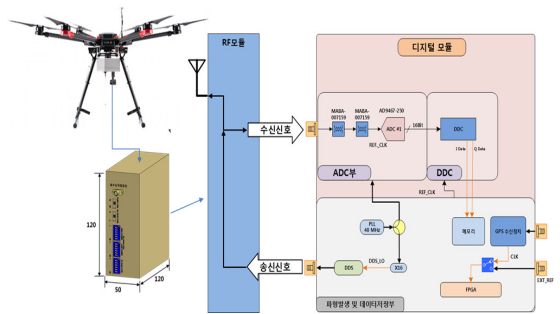 RF모듈
디지털 모듈
MABA-
007159
MABA-
007159
AD9467-250
ADC #1
16Bit
DDC
REF_CLK
I Data
Q Data
수신신호
ADC부
DDC
REF_CLK
120
50
120
PLL
40 MHz
메모리
GPS 수신장치
CLK
송신신호
DDS
DDS_LO
X16
FPGA
EXT_REF
파형발생 및 데이터저장부